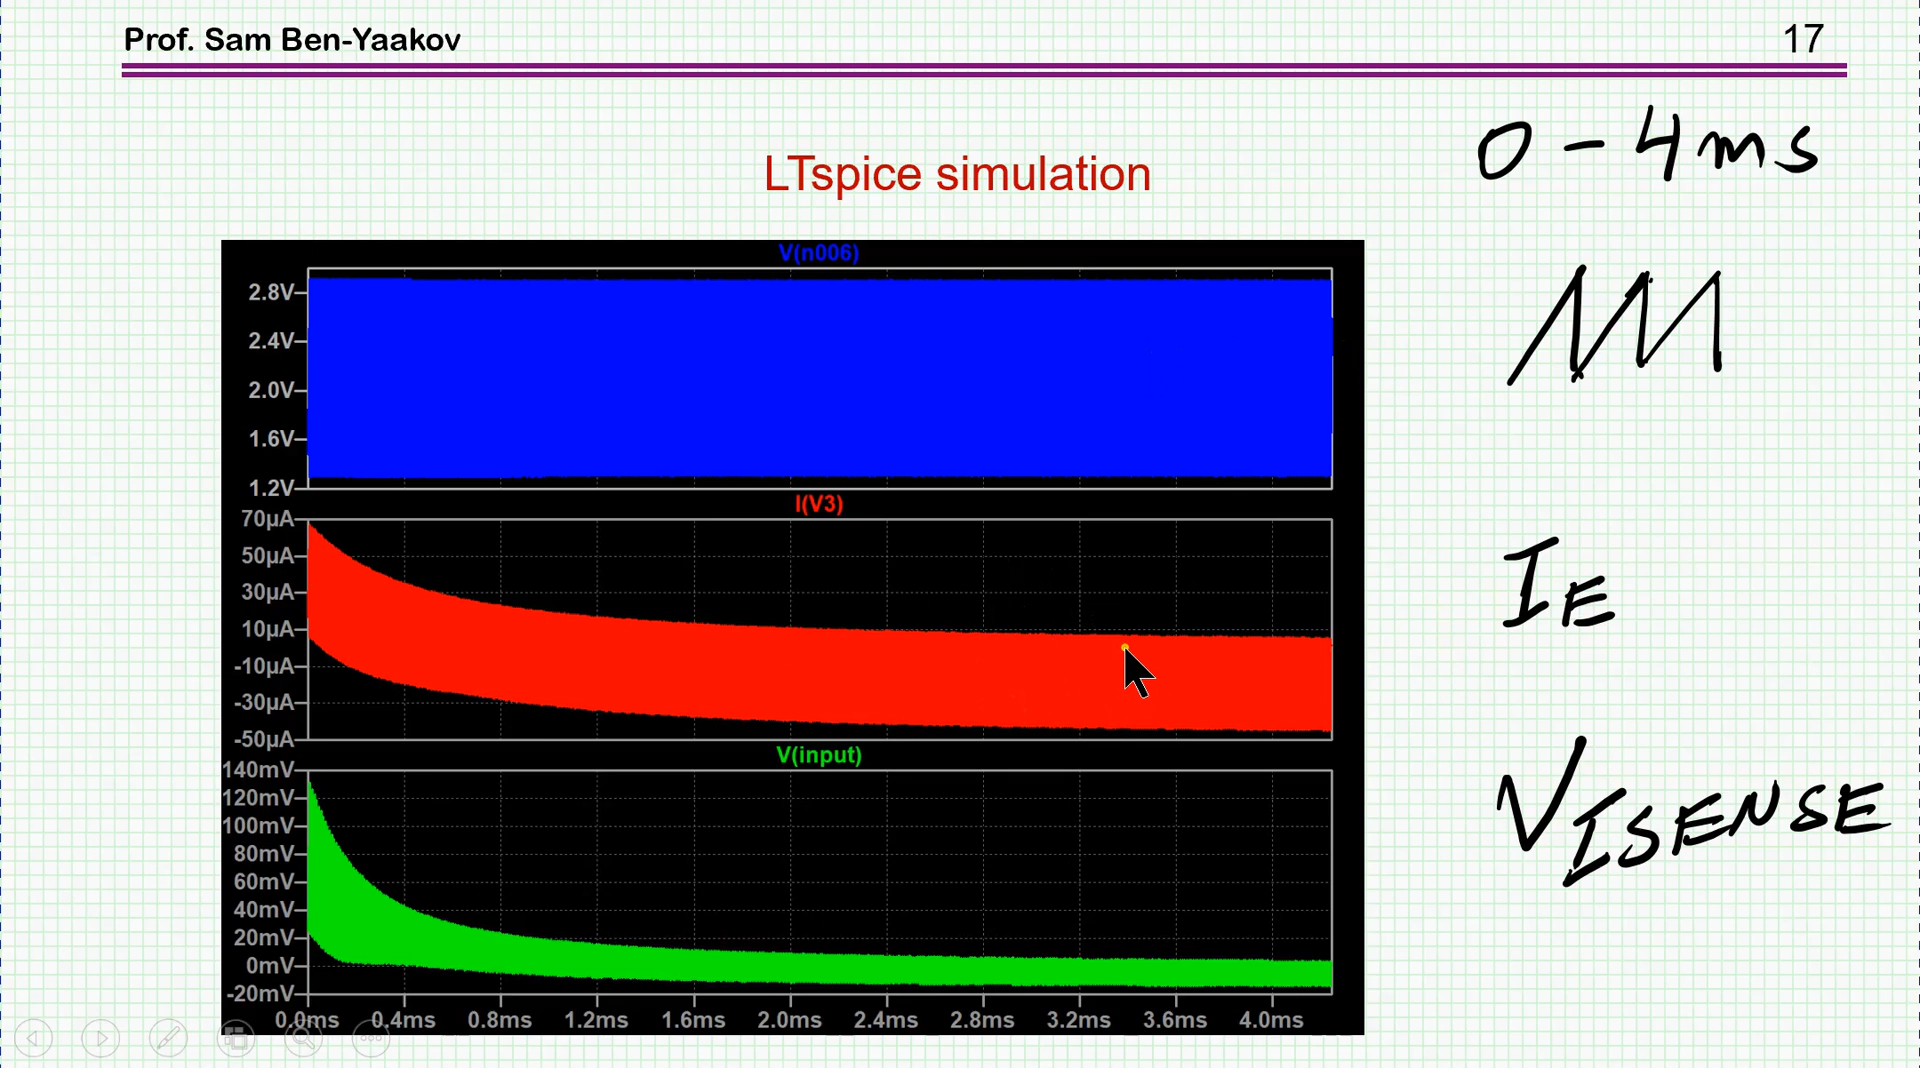 Prof. Sam Ben-Yaakov
17
0 - 4ms
LTspice simulation
V(n006)
2.8V
2.4V
2.0V
1.6V
1.2V
I(V3)
70µA
50µA
30µA
10µA
-10µA
-30µA
-50µA
IE
V(input)
140mV
120mV
100mV
80mV
60mV
40mV
20mV
0mV
-20mV
VISENSE
0.0ms 0.4ms 0.8ms 1.2ms 1.6ms 2.0ms 2.4ms 2.8ms 3.2ms 3.6ms 4.0ms